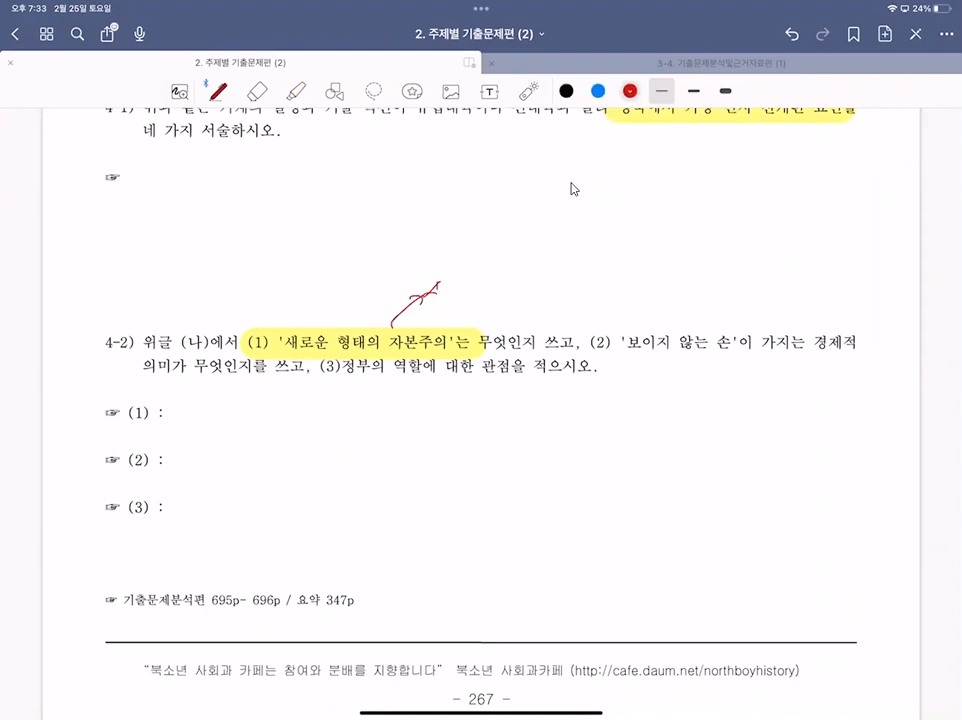 오후 7:33 2월 25일 토요일
24%
2. 주제별 기출문제편 (2)
2. 주제별 기출문제편 (2)
3-4. 기출문제분석및근거자료편 (1)
네 가지 서술하시오.
☞
4-2) 위글 (나)에서 (1) '새로운 형태의 자본주의'는 무엇인지 쓰고, (2) '보이지 않는 손'이 가지는 경제적
의미가 무엇인지를 쓰고, (3)정부의 역할에 대한 관점을 적으시오.
☞ (1) :
☞ (2) :
☞ (3) :
☞ 기출문제분석편 695p- 696p / 요약 347p
“북소년 사회과 카페는 참여와 분배를 지향합니다” 북소년 사회과카페 (http://cafe.daum.net/northboyhistory)
- 267 -